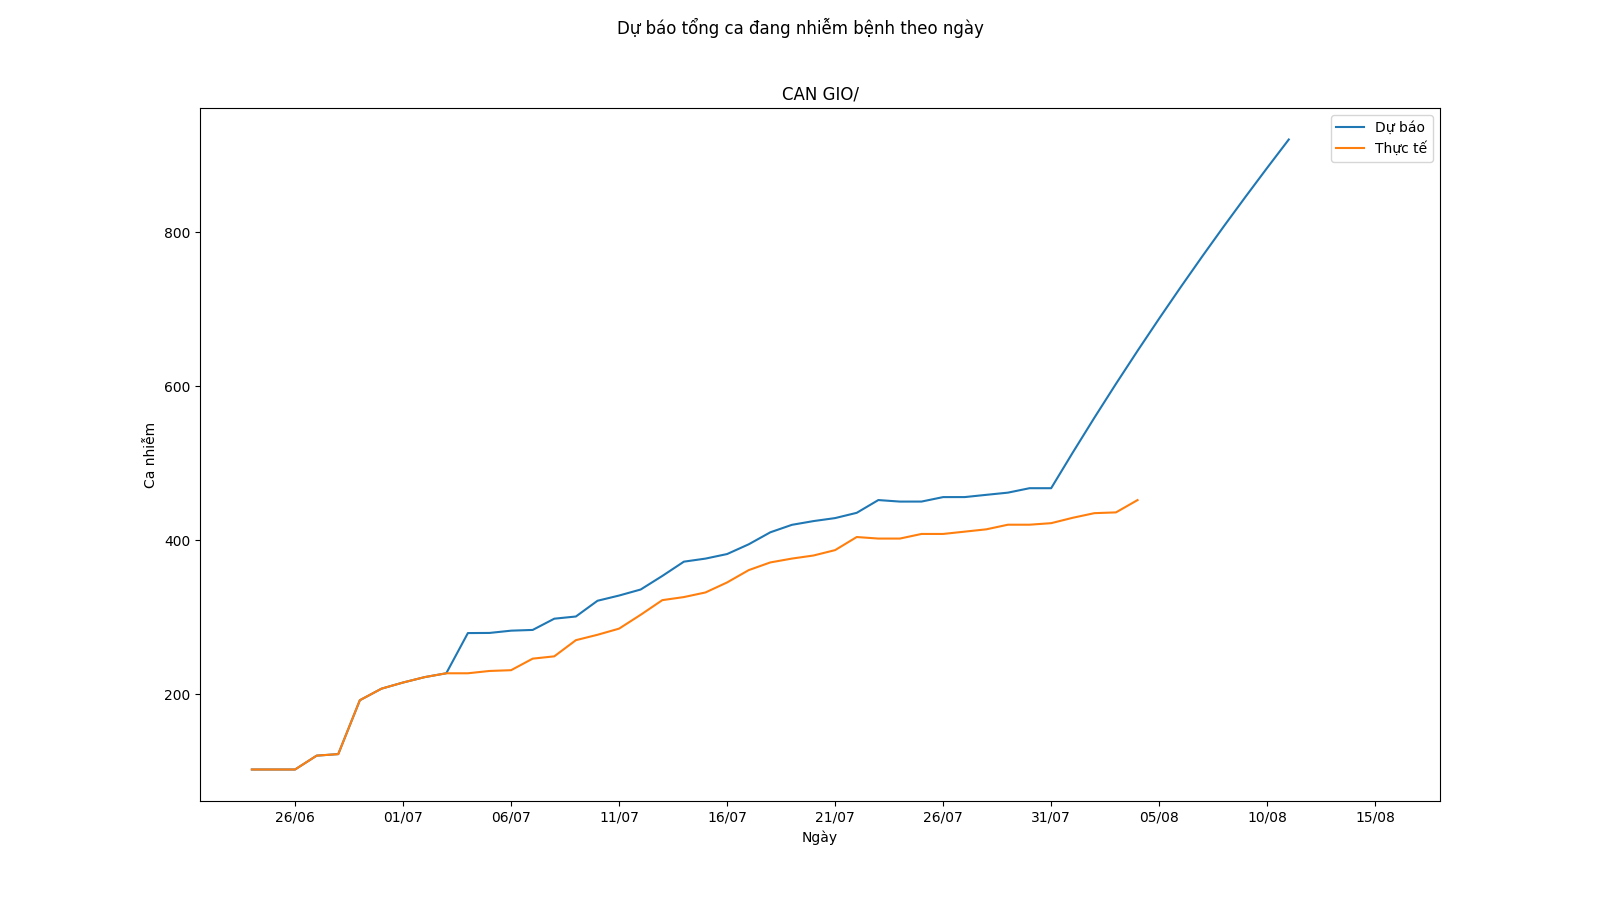 Dự báo tổng ca đang nhiễm bệnh theo ngày
CAN GIO/
Dự báo
Thực tế
Ca nhiễm
800
600
400
200
26/06 01/07 06/07 11/07 16/07 21/07 26/07 31/07 05/08 10/08 15/08
Ngày